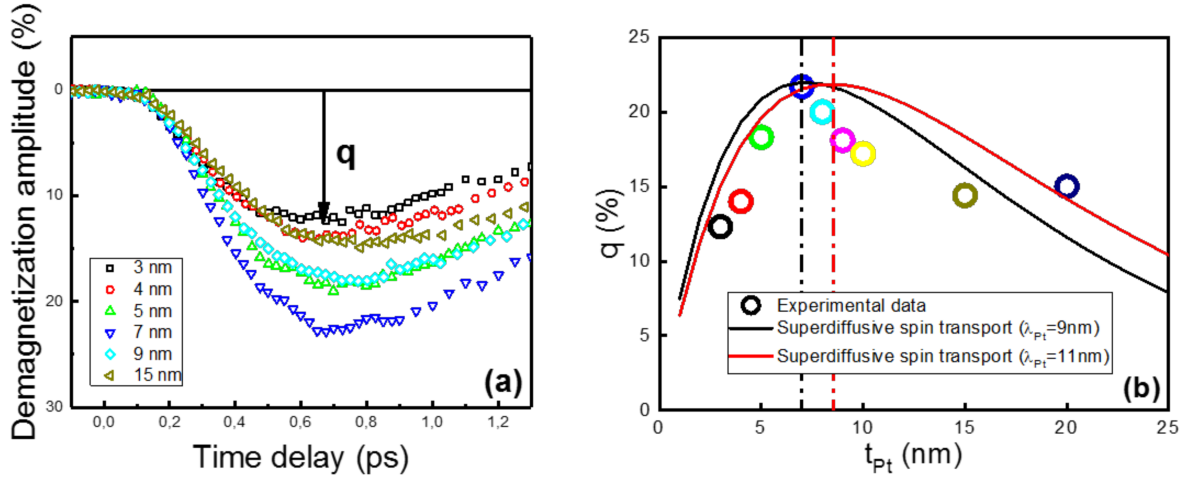 Demagnetization amplitude (%)
0
10
20
30
q
3 nm
4 nm
5 nm
7 nm
9 nm
15 nm
(a)
0,0 0,2 0,4 0,6 0,8 1,0 1,2
Time delay (ps)
q (%)
25
20
15
10
5
0
Experimental data
Superdiffusive spin transport (λPt=9nm)
Superdiffusive spin transport (λPt=11nm)
(b)
0 5 10 15 20 25
tPt (nm)